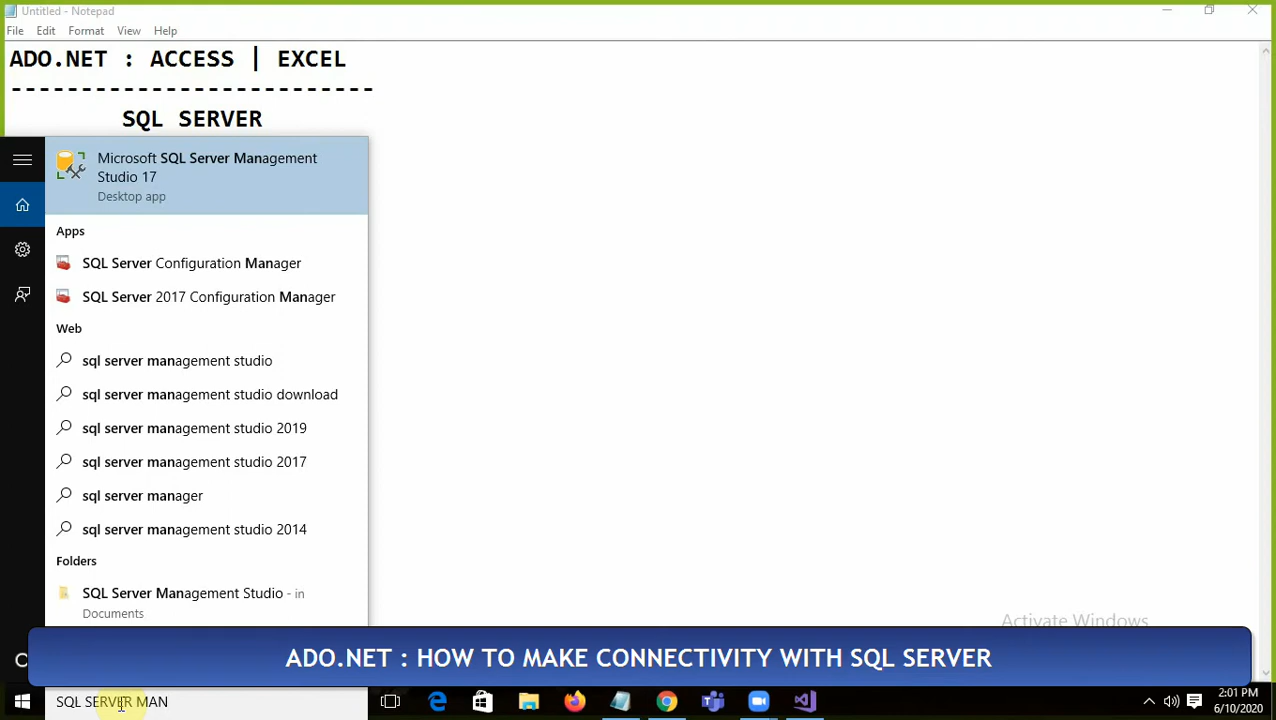 Untitled - Notepad
File Edit Format View Help
ADO.NET : ACCESS | EXCEL
-------------------------
SQL SERVER
Microsoft SQL Server Management
Studio 17
Desktop app
Apps
SQL Server Configuration Manager
SQL Server 2017 Configuration Manager
Web
sql server management studio
sql server management studio download
sql server management studio 2019
sql server management studio 2017
sql server manager
sql server management studio 2014
Folders
SQL Server Management Studio - in
Documents
Activate Windows
ADO.NET : HOW TO MAKE CONNECTIVITY WITH SQL SERVER
SQL SERVER MAN
2:01 PM
6/10/2020